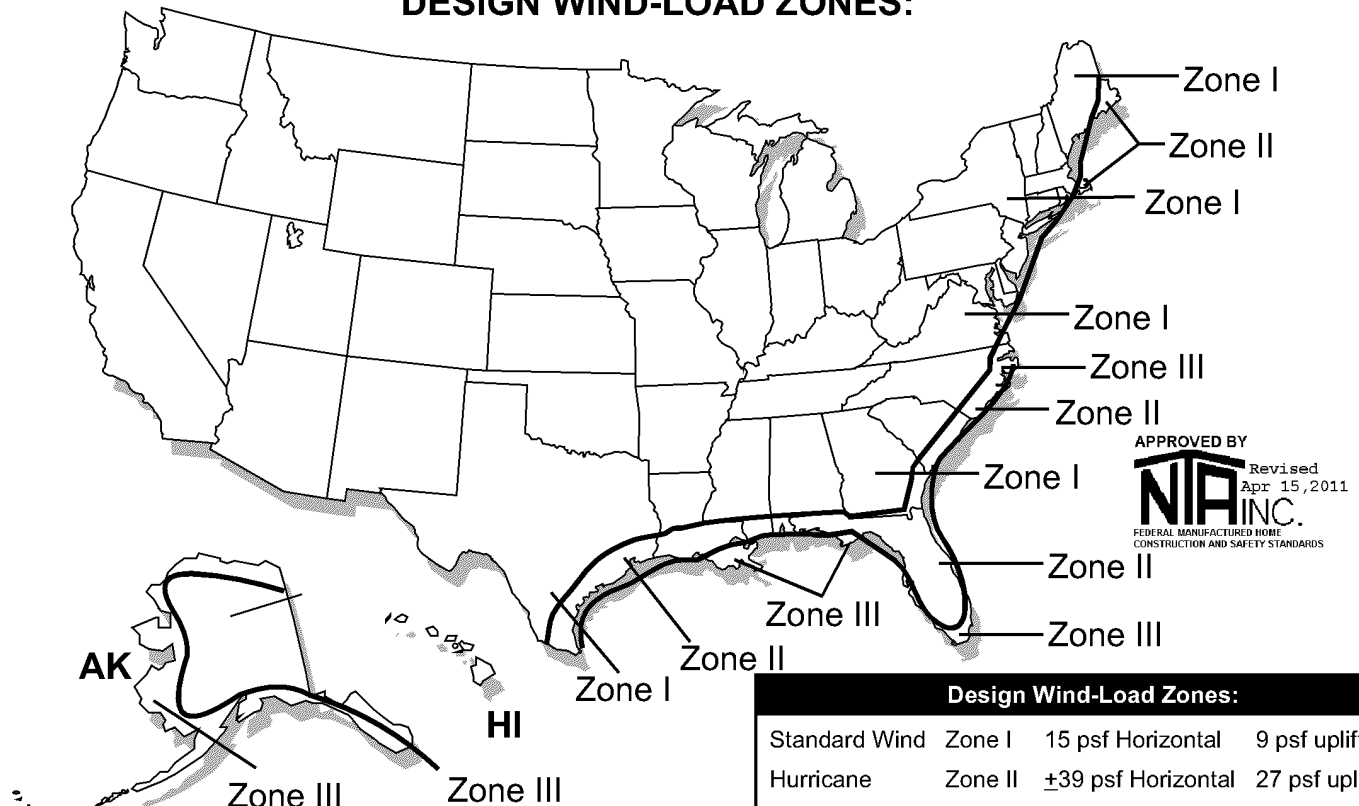 DESIGN WIND-LOAD ZONES:
Zone I
Zone II
Zone I
Zone I
Zone III
Zone II
Zone I
APPROVED BY
NTA INC.
Revised
Apr 15,2011
FEDERAL MANUFACTURED HOME
CONSTRUCTION AND SAFETY STANDARDS
Zone II
Zone III
Zone III
Zone II
Zone I
AK
HI
Zone III
Zone III
Design Wind-Load Zones:
Standard Wind Zone I 15 psf Horizontal 9 psf uplif
Hurricane Zone II ±39 psf Horizontal 27 psf upl